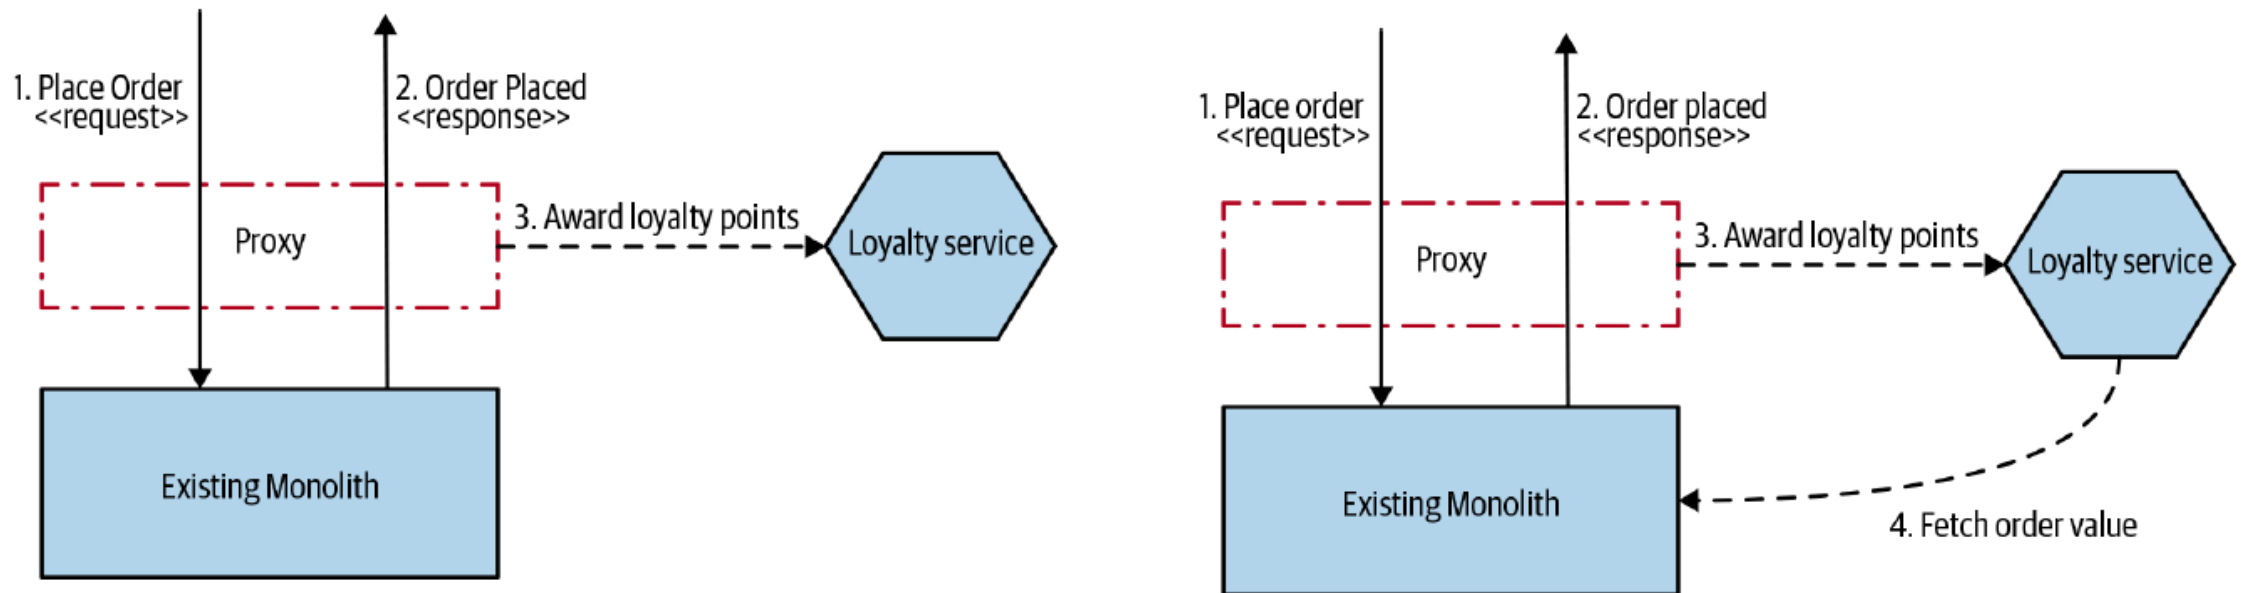 1. Place Order
<<request>>
2. Order Placed
<<response>>
Proxy
3. Award loyalty points
Loyalty service
Existing Monolith
1. Place order
<<request>>
2. Order placed
<<response>>
Proxy
3. Award loyalty points
Loyalty service
Existing Monolith
4. Fetch order value